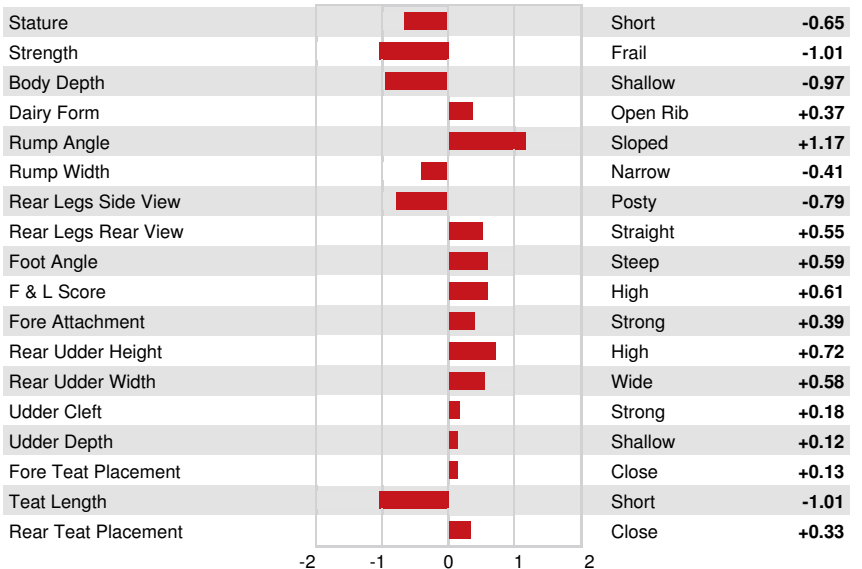 Stature Short -0.65
Strength Frail -1.01
Body Depth Shallow -0.97
Dairy Form Open Rib +0.37
Rump Angle Sloped +1.17
Rump Width Narrow -0.41
Rear Legs Side View Posty -0.79
Rear Legs Rear View Straight +0.55
Foot Angle Steep +0.59
F & L Score High +0.61
Fore Attachment Strong +0.39
Rear Udder Height High +0.72
Rear Udder Width Wide +0.58
Udder Cleft Strong +0.18
Udder Depth Shallow +0.12
Fore Teat Placement Close +0.13
Teat Length Short -1.01
Rear Teat Placement Close +0.33
-2 -1 0 1 2